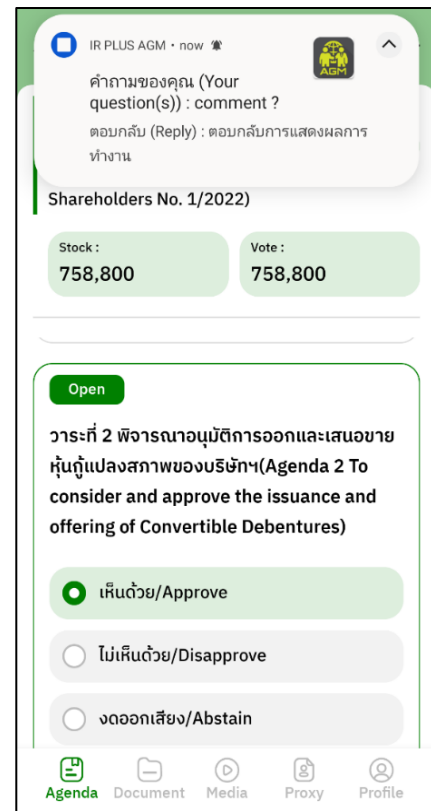 IR PLUS AGM • now
AGM
คำถามของคุณ (Your
question(s)) : comment ?
ตอบกลับ (Reply) : ตอบกลับการแสดงผลการ
ทำงาน
Shareholders No. 1/2022)
Stock :
758,800
Vote :
758,800
Open
วาระที่ 2 พิจารณาอนุมัติการออกและเสนอขาย
หุ้นกู้แปลงสภาพของบริษัทฯ(Agenda 2 To
consider and approve the issuance and
offering of Convertible Debentures)
เห็นด้วย/Approve
ไม่เห็นด้วย/Disapprove
งดออกเสียง/Abstain
Agenda Document Media Proxy Profile